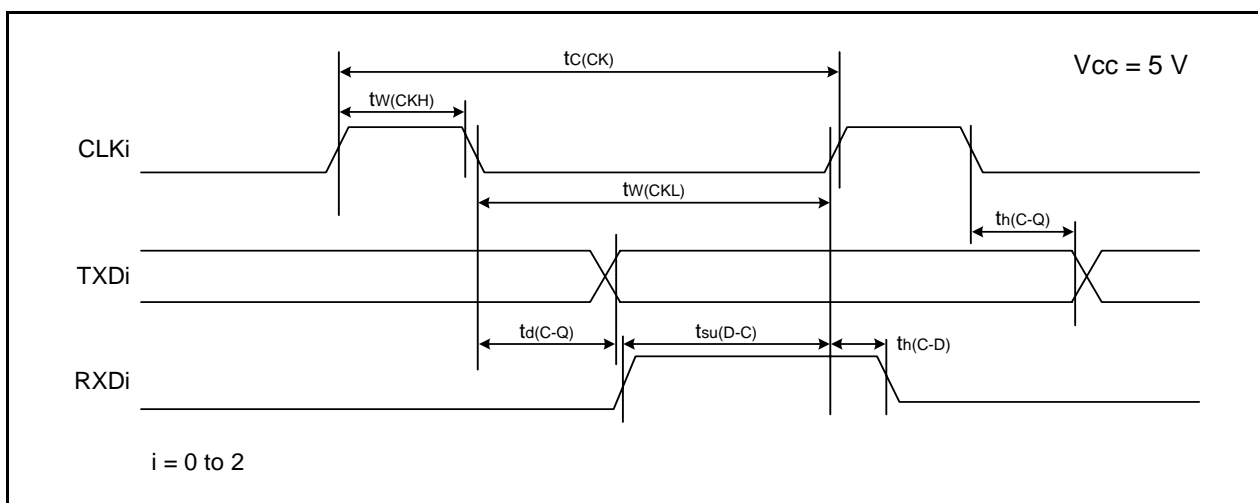 tC(CK)
Vcc = 5 V
tW(CKH)
CLKi
tW(CKL)
th(C-Q)
TXDi
td(C-Q)
tsu(D-C)
th(C-D)
RXDi
i = 0 to 2